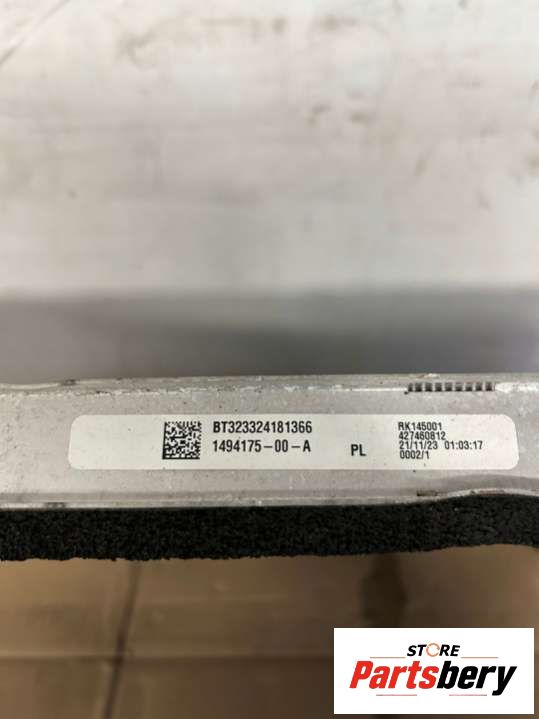 BT323324181366
1494175-00-A
PL
RK145001
427460812
21/11/23 01:03:17
0002/1
STORE
Partsbery